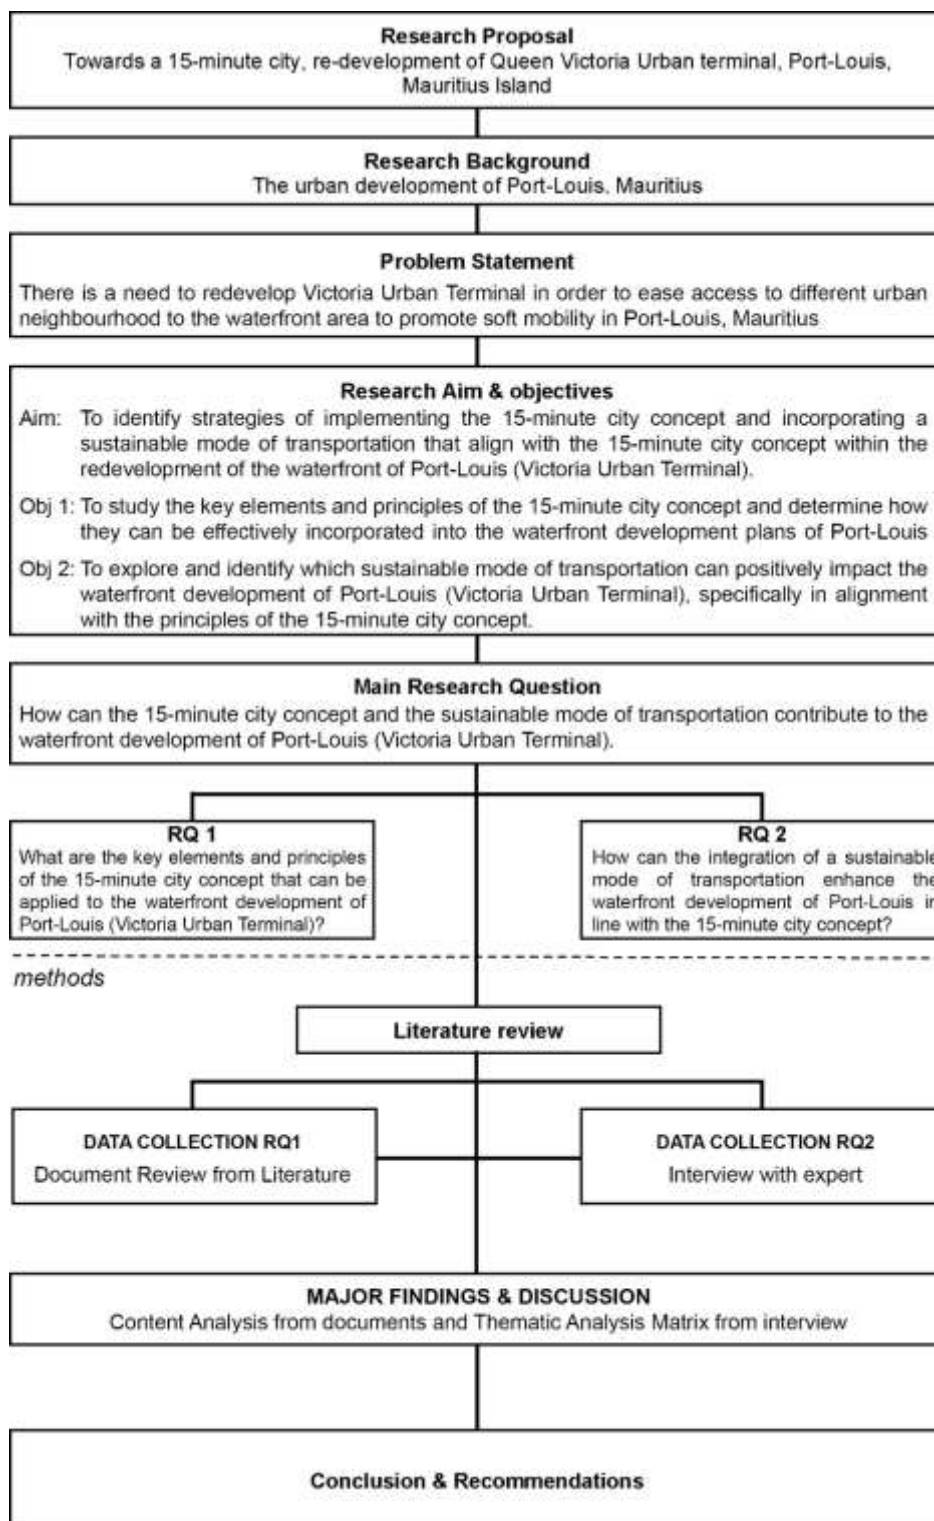 Research Proposal
Towards a 15-minute city, re-development of Queen Victoria Urban terminal, Port-Louis,
Mauritius Island
Research Background
The urban development of Port-Louis. Mauritius
Problem Statement
There is a need to redevelop Victoria Urban Terminal in order to ease access to different urban
neighbourhood to the waterfront area to promote soft mobility in Port-Louis, Mauritius
Research Aim & objectives
Aim: To identify strategies of implementing the 15-minute city concept and incorporating a
sustainable mode of transportation that align with the 15-minute city concept within the
redevelopment of the waterfront of Port-Louis (Victoria Urban Terminal).
Obj 1: To study the key elements and principles of the 15-minute city concept and determine how
they can be effectively incorporated into the waterfront development plans of Port-Louis
Obj 2: To explore and identify which sustainable mode of transportation can positively impact the
waterfront development of Port-Louis (Victoria Urban Terminal), specifically in alignment
with the principles of the 15-minute city concept.
Main Research Question
How can the 15-minute city concept and the sustainable mode of transportation contribute to the
waterfront development of Port-Louis (Victoria Urban Terminal).
RQ 1
What are the key elements and principles
of the 15-minute city concept that can be
applied to the waterfront development of
Port-Louis (Victoria Urban Terminal)?
RQ 2
How can the integration of a sustainable
mode of transportation enhance the
waterfront development of Port-Louis in
line with the 15-minute city concept?
methods
Literature review
DATA COLLECTION RQ1
Document Review from Literature
DATA COLLECTION RQ2
Interview with expert
MAJOR FINDINGS & DISCUSSION
Content Analysis from documents and Thematic Analysis Matrix from interview
Conclusion & Recommendations